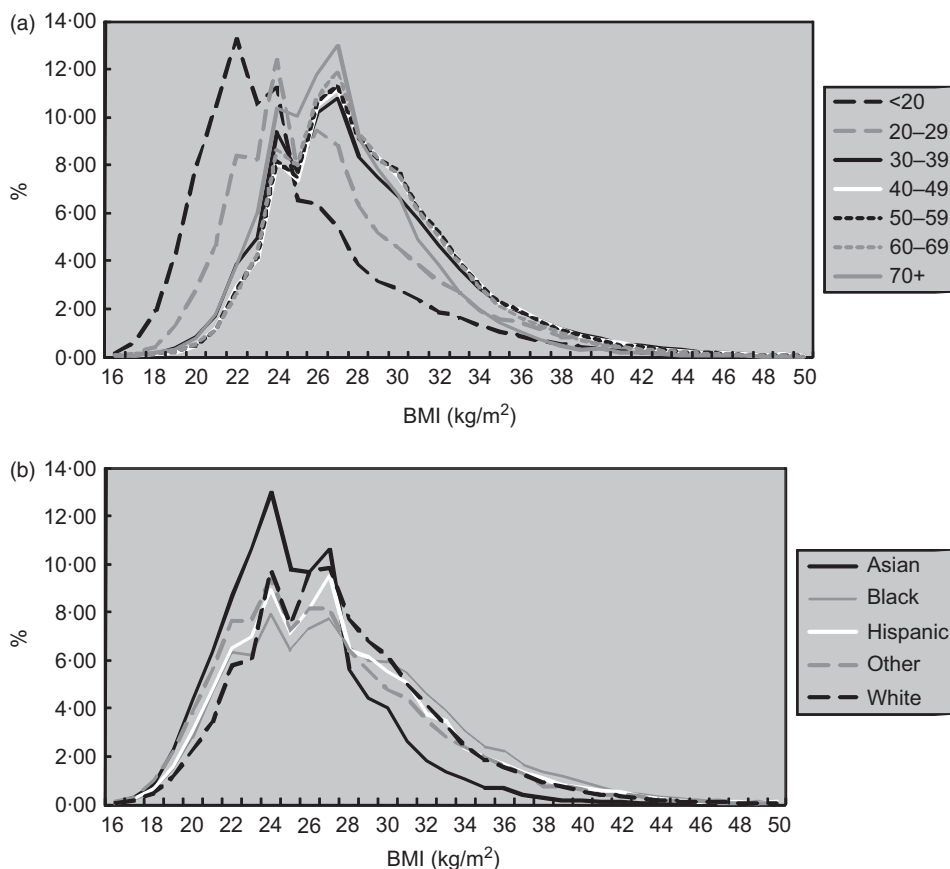 (a)
14·00
12·00
10·00
8·00
6·00
4·00
2·00
0·00
%
16 18 20 22 24 26 28 30 32 34 36 38 40 42 44 46 48 50
BMI (kg/m²)
<20
20–29
30–39
40–49
50–59
60–69
70+
(b)
14·00
12·00
10·00
8·00
6·00
4·00
2·00
0·00
%
16 18 20 22 24 26 28 30 32 34 36 38 40 42 44 46 48 50
BMI (kg/m²)
Asian
Black
Hispanic
Other
White